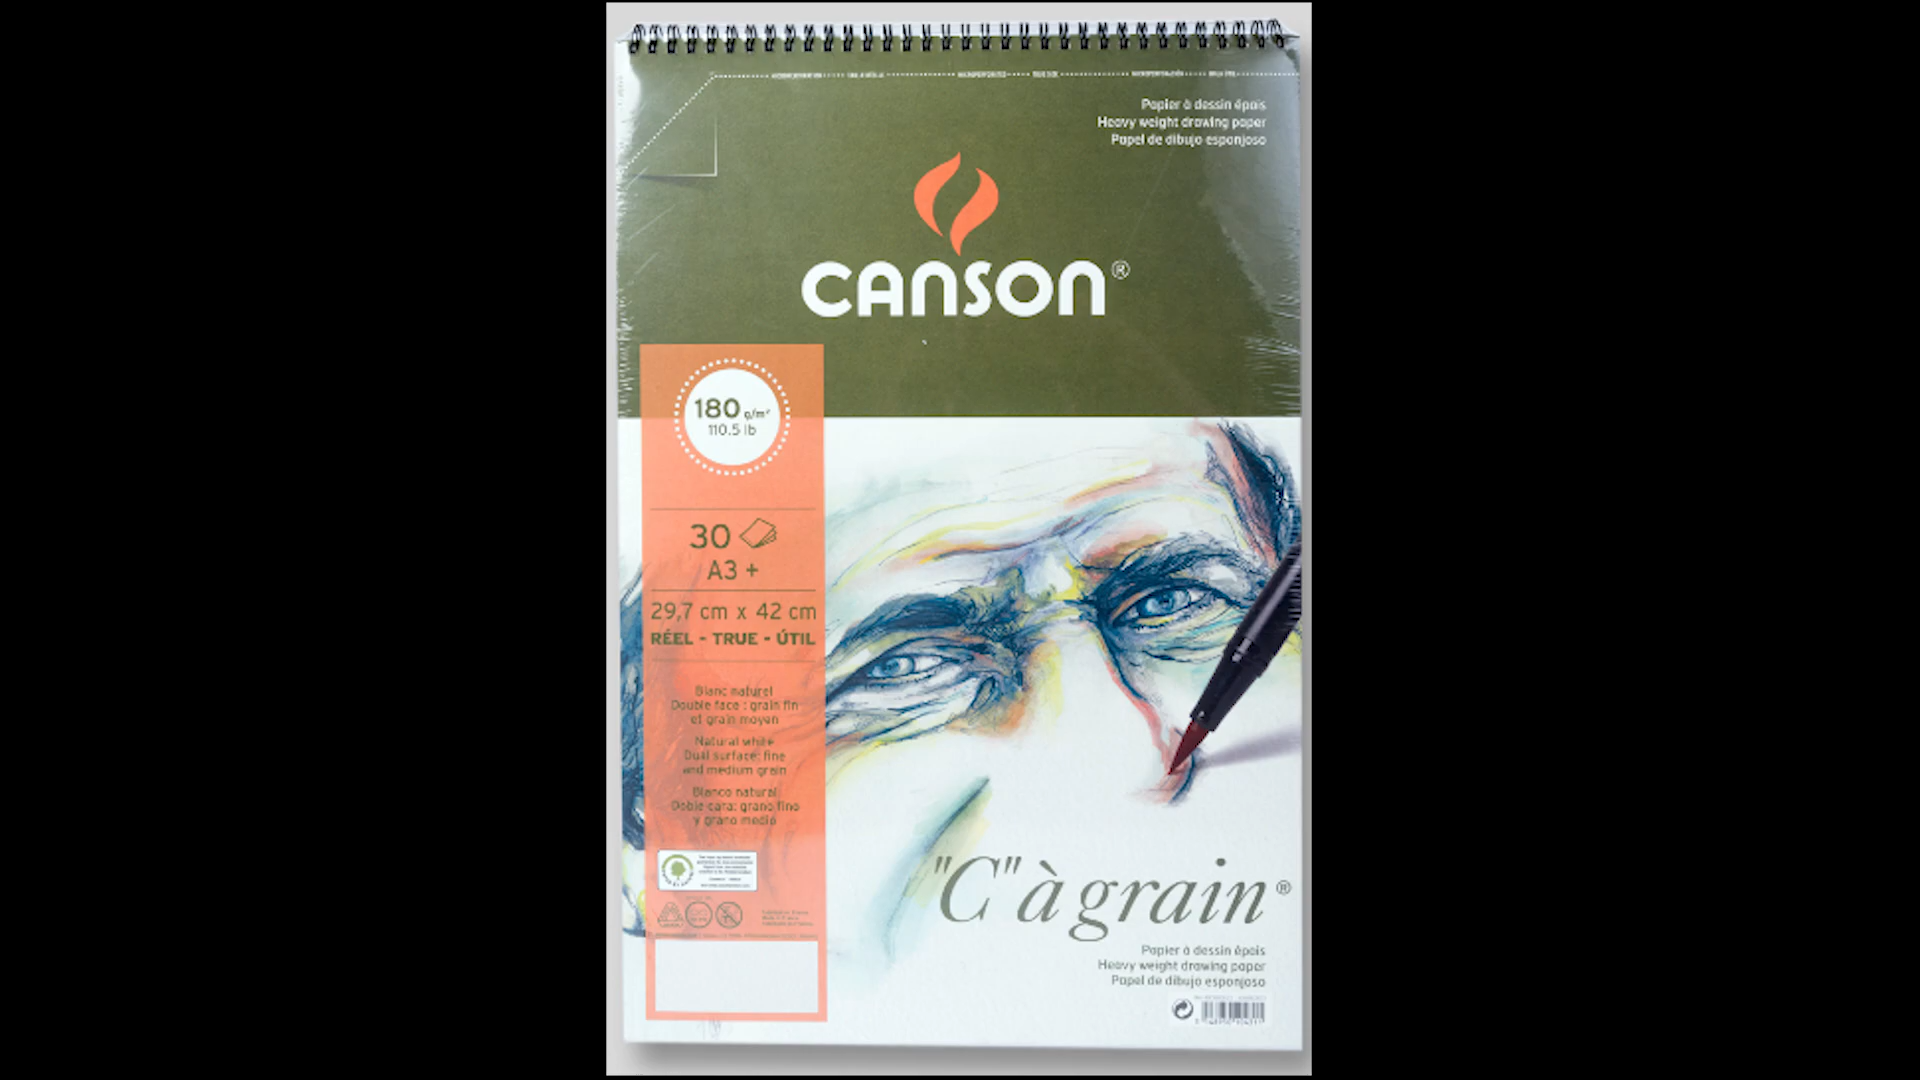 Papier à dessin épais
Heavy weight drawing paper
Papel de dibujo esponjoso
CANSON®
180 g/m²
110.5 lb
30
A3 +
29,7 cm x 42 cm
RÉEL - TRUE - ÚTIL
Blanc naturel
Double face : grain fin
et grain moyen
Natural white
Dual surface: fine
and medium grain
Blanco natural
Doble cara: grano fino
y grano medio
"C" à grain®
Papier à dessin épais
Heavy weight drawing paper
Papel de dibujo esponjoso